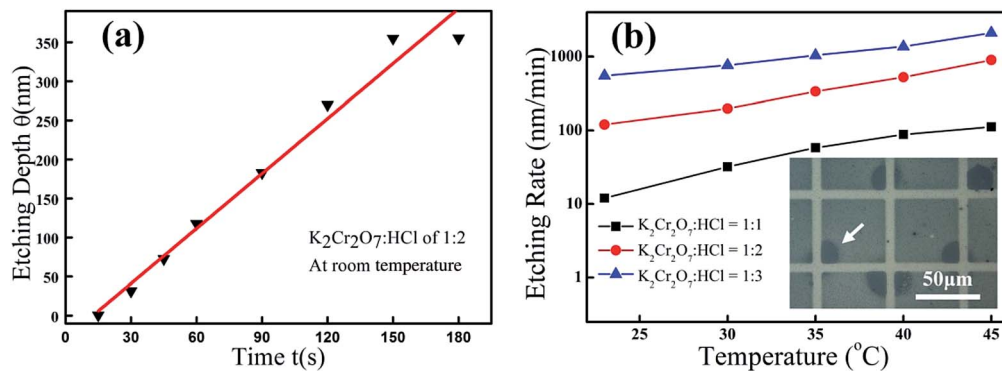 (a)
Etching Depth θ(nm)
350
300
250
200
150
100
50
0
K₂Cr₂O₇:HCl of 1:2
At room temperature
0 30 60 90 120 150 180
Time t(s)
(b)
Etching Rate (nm/min)
1000
100
10
1
K₂Cr₂O₇:HCl = 1:1
K₂Cr₂O₇:HCl = 1:2
K₂Cr₂O₇:HCl = 1:3
50μm
25 30 35 40 45
Temperature (°C)